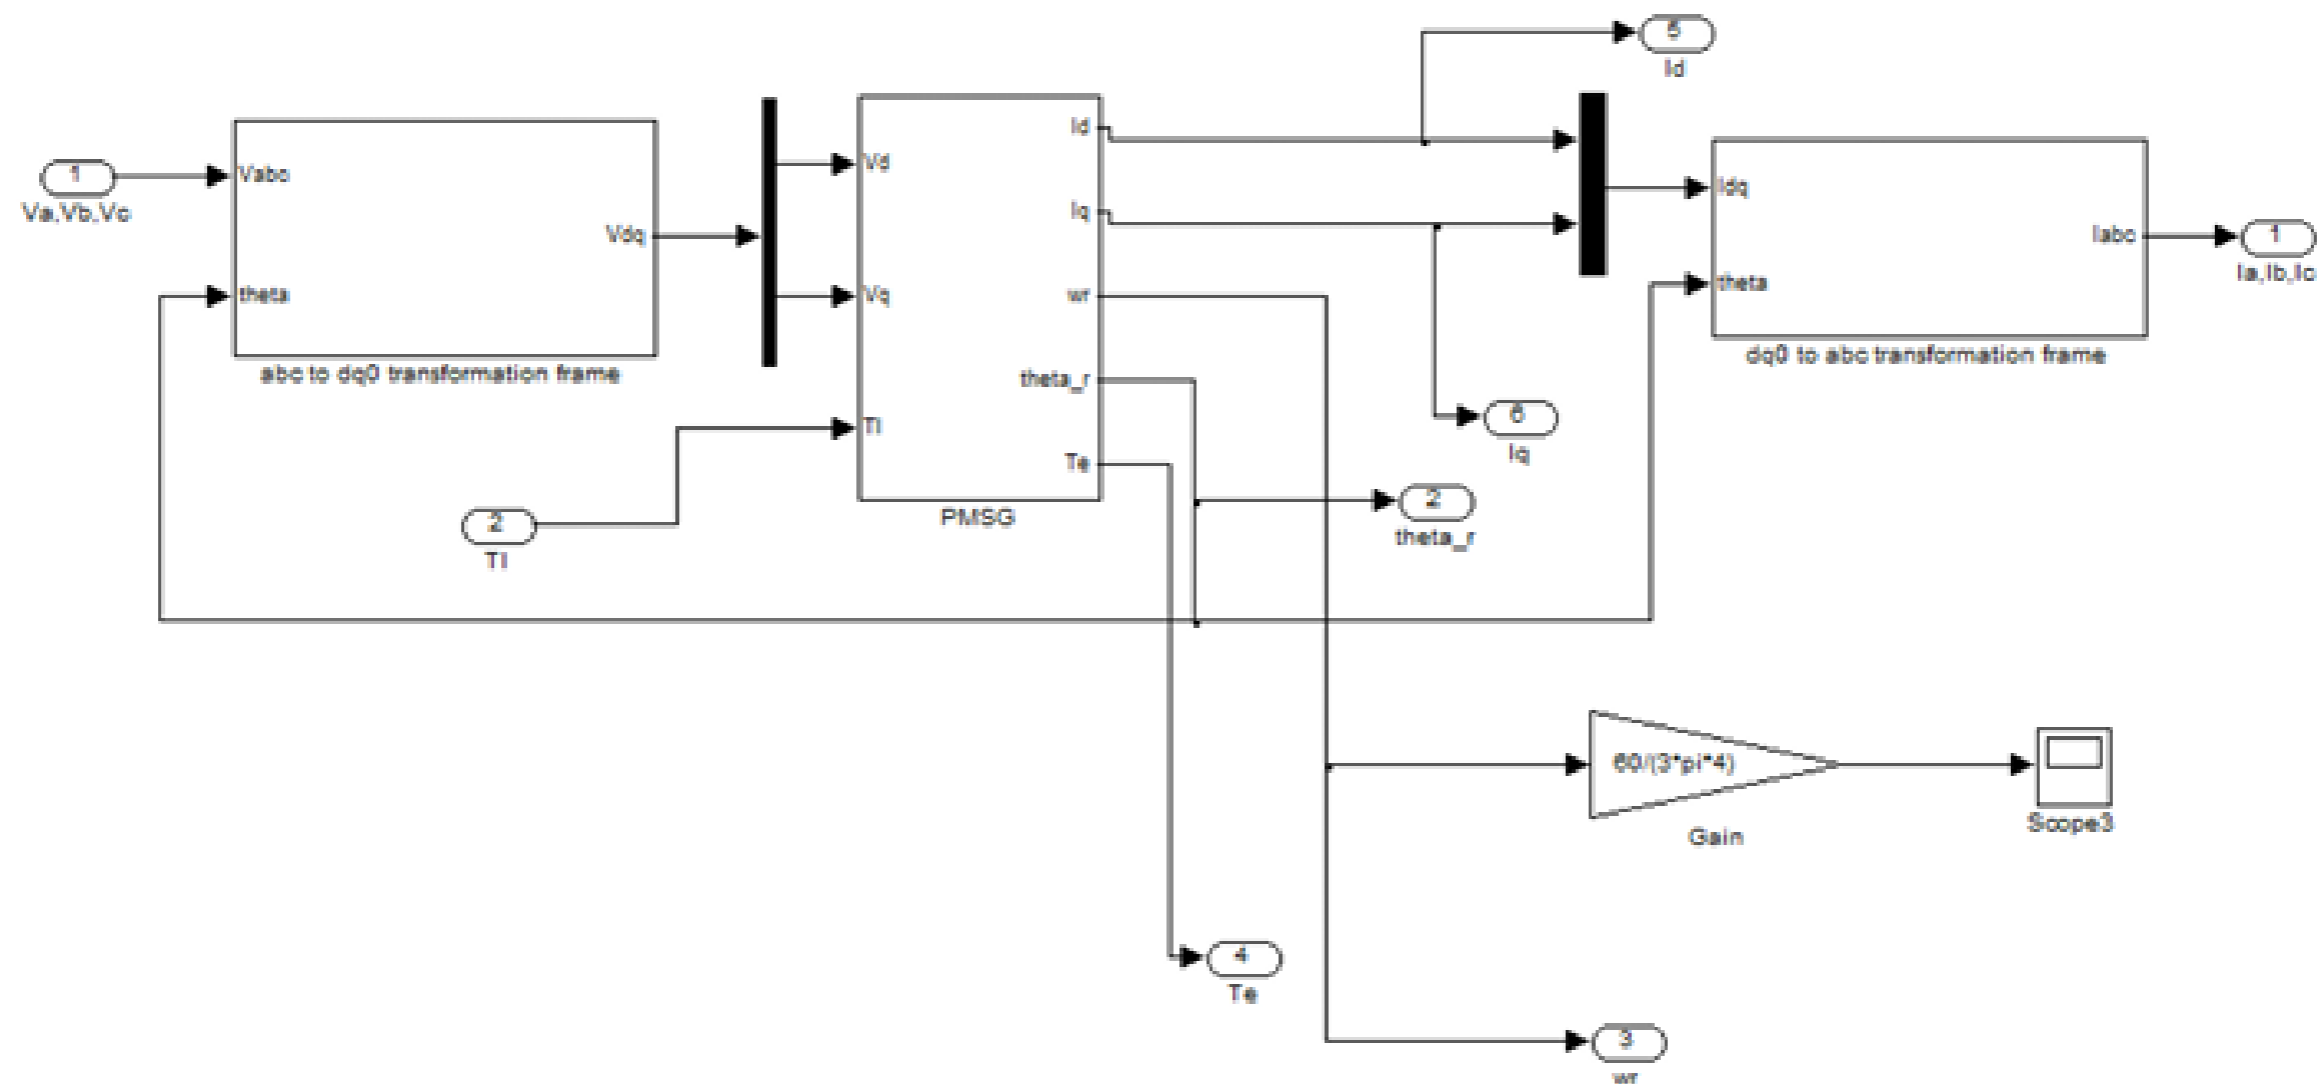 5
Id
1
Va,Vb,Vc
Vabc
theta
Vdq
abc to dq0 transformation frame
Vd
Vq
Tl
Id
Iq
wr
theta_r
Te
PMSG
2
Tl
6
Iq
2
theta_r
Idq
theta
Iabc
dq0 to abc transformation frame
1
Ia,Ib,Ic
60/(3*pi*4)
Gain
Scope3
4
Te
3
wr